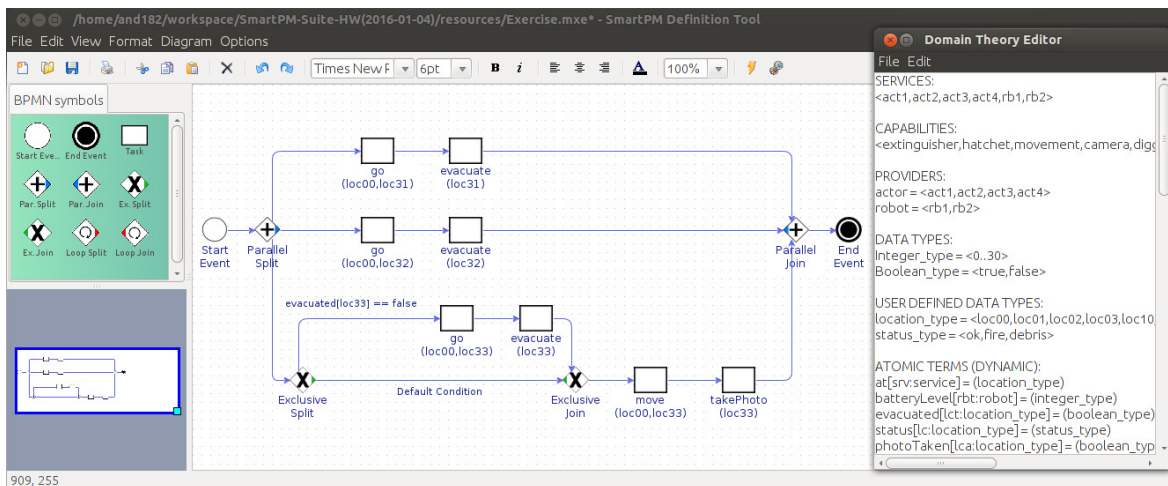 /home/and182/workspace/SmartPM-Suite-HW(2016-01-04)/resources/Exercise.mxe* - SmartPM Definition Tool
File Edit View Format Diagram Options
Times New F
6pt
B i
A
100%
BPMN symbols
Start Eve... End Event Task
Par. Split Par. Join Ex. Split
Ex. Join Loop Split Loop Join
go
(loc00,loc31)
evacuate
(loc31)
Start
Event
Parallel
Split
go
(loc00,loc32)
evacuate
(loc32)
Parallel
Join
End
Event
evacuated[loc33] == false
go
(loc00,loc33)
evacuate
(loc33)
Exclusive
Split
Default Condition
Exclusive
Join
move
(loc00,loc33)
takePhoto
(loc33)
909, 255
Domain Theory Editor
File Edit
SERVICES:
<act1,act2,act3,act4,rb1,rb2>
CAPABILITIES:
<extinguisher,hatchet,movement,camera,digg
PROVIDERS:
actor = <act1,act2,act3,act4>
robot = <rb1,rb2>
DATA TYPES:
Integer_type = <0..30>
Boolean_type = <true,false>
USER DEFINED DATA TYPES:
location_type = <loc00,loc01,loc02,loc03,loc10,
status_type = <ok,fire,debris>
ATOMIC TERMS (DYNAMIC):
at[srv:service] = (location_type)
batteryLevel[rbt:robot] = (integer_type)
evacuated[lct:location_type] = (boolean_type)
status[lc:location_type] = (status_type)
photoTaken[lca:location_type] = (boolean_typ